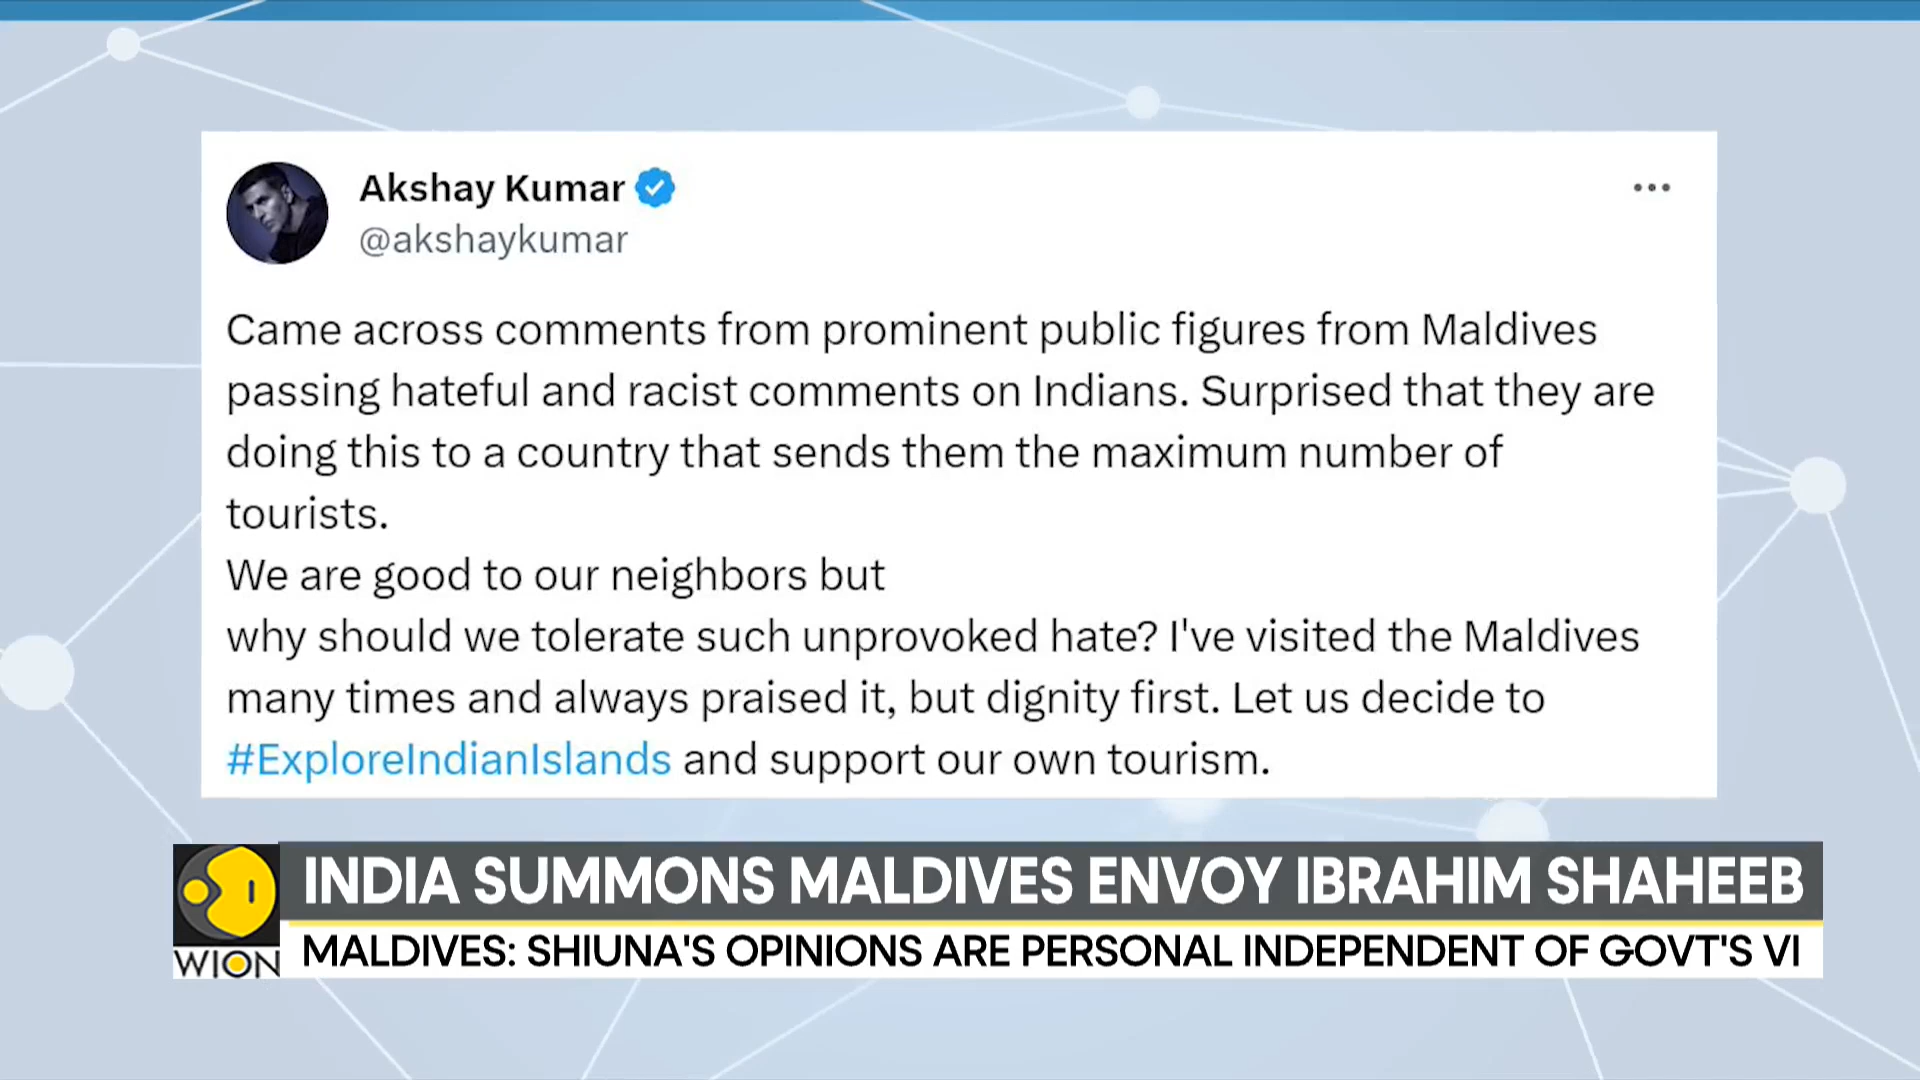 Akshay Kumar
@akshaykumar
Came across comments from prominent public figures from Maldives
passing hateful and racist comments on Indians. Surprised that they are
doing this to a country that sends them the maximum number of
tourists.
We are good to our neighbors but
why should we tolerate such unprovoked hate? I've visited the Maldives
many times and always praised it, but dignity first. Let us decide to
#ExploreIndianIslands and support our own tourism.
INDIA SUMMONS MALDIVES ENVOY IBRAHIM SHAHEEB
MALDIVES: SHIUNA'S OPINIONS ARE PERSONAL INDEPENDENT OF GOVT'S VI
WION